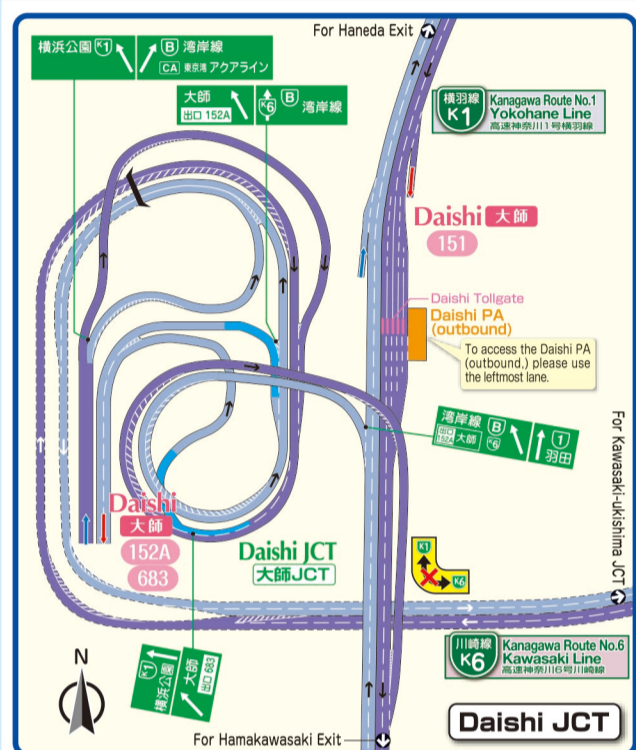 For Haneda Exit
横浜公園 K1
B 湾岸線
CA 東京湾 アクアライン
大師
出口 152A
K6 B 湾岸線
横羽線
K1
Kanagawa Route No.1
Yokohane Line
高速神奈川1号横羽線
Daishi 大師
151
Daishi Tollgate
Daishi PA
(outbound)
To access the Daishi PA
(outbound,) please use
the leftmost lane.
湾岸線 B
出口 152A 大師 K6
1
羽田
For Kawasaki-ukishima JCT
Daishi
大師
152A
683
Daishi JCT
大師JCT
K1
K6
K1
横浜公園
大師
出口 683
川崎線
K6
Kanagawa Route No.6
Kawasaki Line
高速神奈川6号川崎線
N
For Hamakawasaki Exit
Daishi JCT